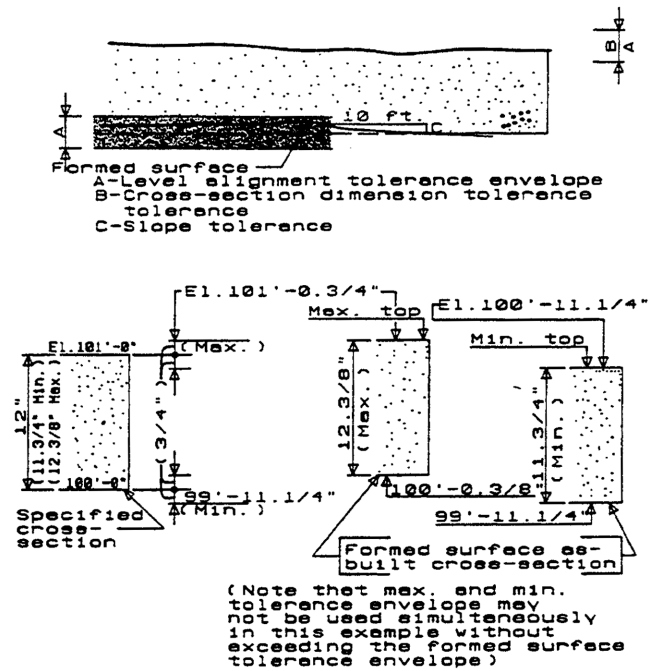 B
A
10 ft
A
C
Formed surface
A-Level alignment tolerance envelope
B-Cross-section dimension tolerance
tolerance
C-Slope tolerance
El.101'-0.3/4"
Max. top
El.100'-11.1/4"
Min. top
El.101'-0"
(Max.)
12"
(11.3/4" Min.)
(12.3/8" Max.)
(3/4")
12.3/8"
(Max.)
11.3/4"
(Min.)
100'-0"
99'-11.1/4"
(Min.)
100'-0.3/8"
99'-11.1/4"
Specified
cross-
section
Formed surface as-
built cross-section
(Note that max. and min.
tolerance envelope may
not be used simultaneously
in this example without
exceeding the formed surface
tolerance envelope)